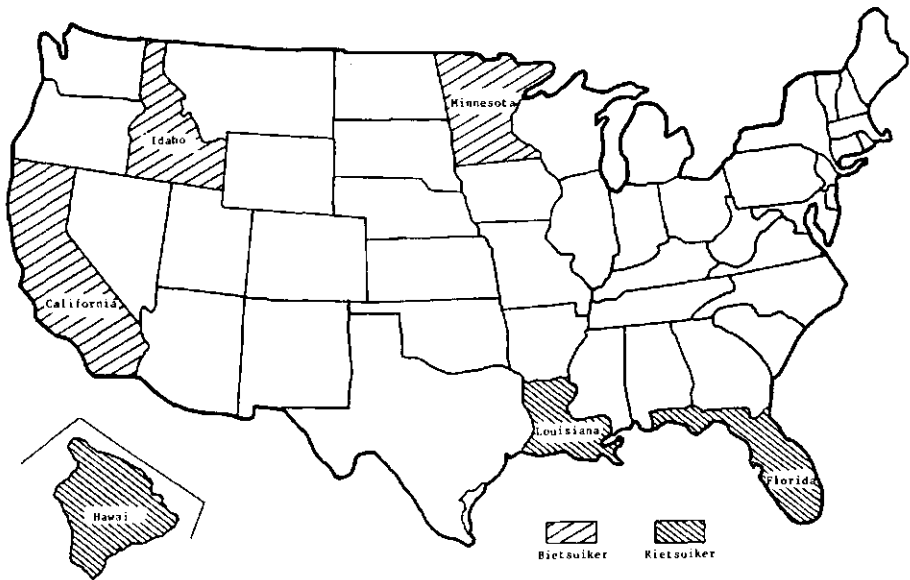 Minnesota
Idaho
California
Louisiana
Florida
Hawai
Bietsuiker
Rietsuiker